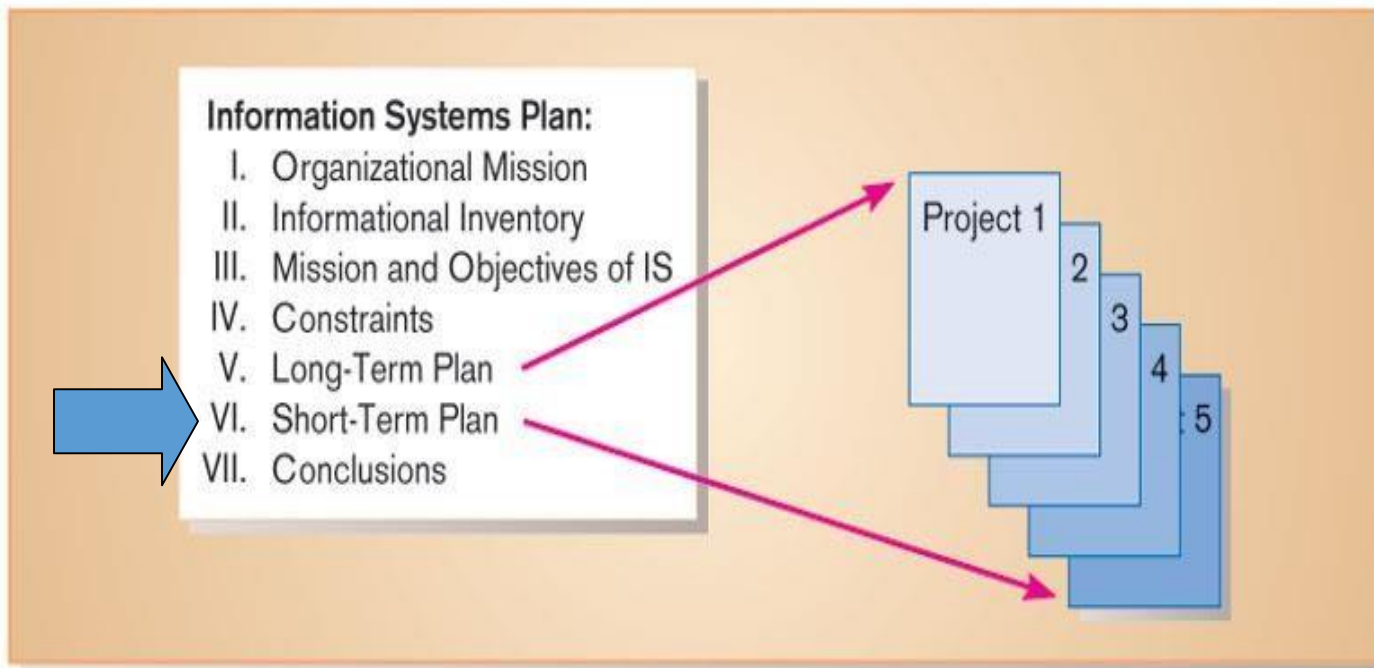 Information Systems Plan:
I. Organizational Mission
II. Informational Inventory
III. Mission and Objectives of IS
IV. Constraints
V. Long-Term Plan
VI. Short-Term Plan
VII. Conclusions
Project 1
2
3
4
t 5